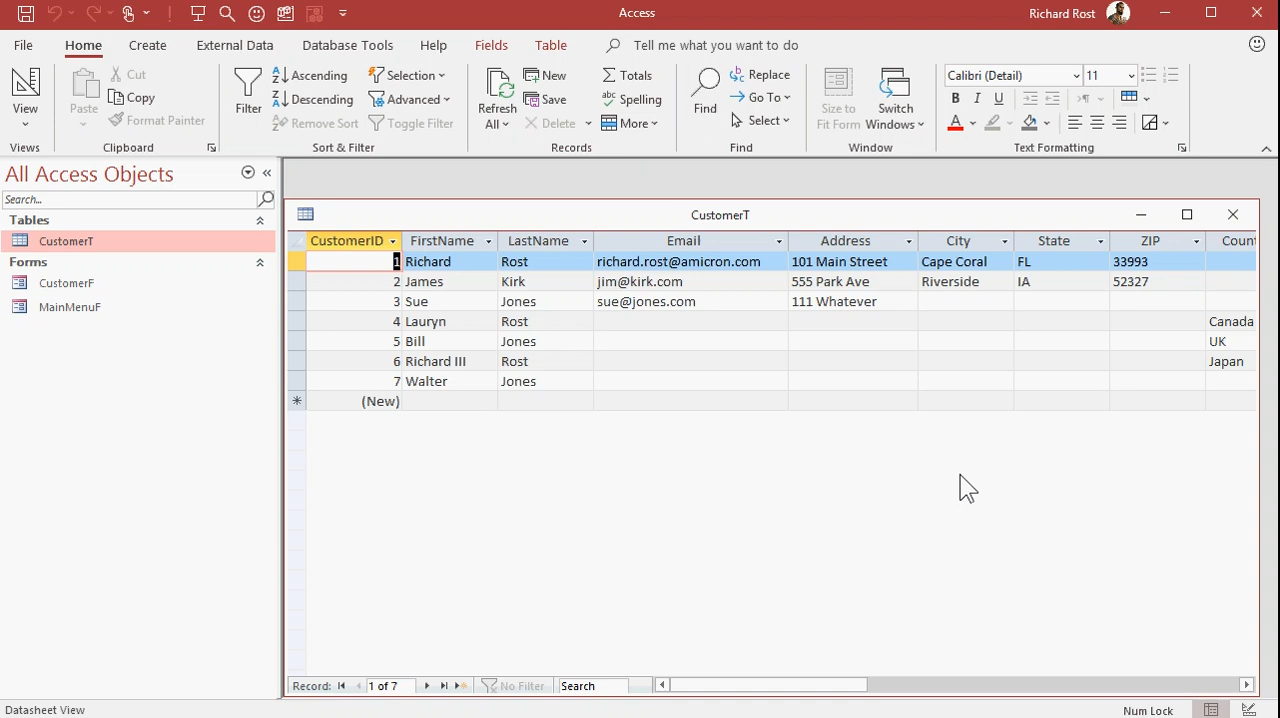 Access
Richard Rost
File Home Create External Data Database Tools Help Fields Table Tell me what you want to do
View
Views
Paste
Cut
Copy
Format Painter
Clipboard
Filter
Ascending
Descending
Remove Sort
Selection
Advanced
Toggle Filter
Sort & Filter
Refresh
All
New
Save
Delete
Totals
Spelling
More
Records
Find
Replace
Go To
Select
Find
Size to
Fit Form
Switch
Windows
Window
Calibri (Detail) 11
B I U
A
Text Formatting
All Access Objects
Search...
Tables
CustomerT
Forms
CustomerF
MainMenuF
CustomerT
CustomerID FirstName LastName Email Address City State ZIP Count
1 Richard Rost richard.rost@amicron.com 101 Main Street Cape Coral FL 33993
2 James Kirk jim@kirk.com 555 Park Ave Riverside IA 52327
3 Sue Jones sue@jones.com 111 Whatever
4 Lauryn Rost Canada
5 Bill Jones UK
6 Richard III Rost Japan
7 Walter Jones
(New)
Record: 1 of 7 No Filter Search
Datasheet View
Num Lock